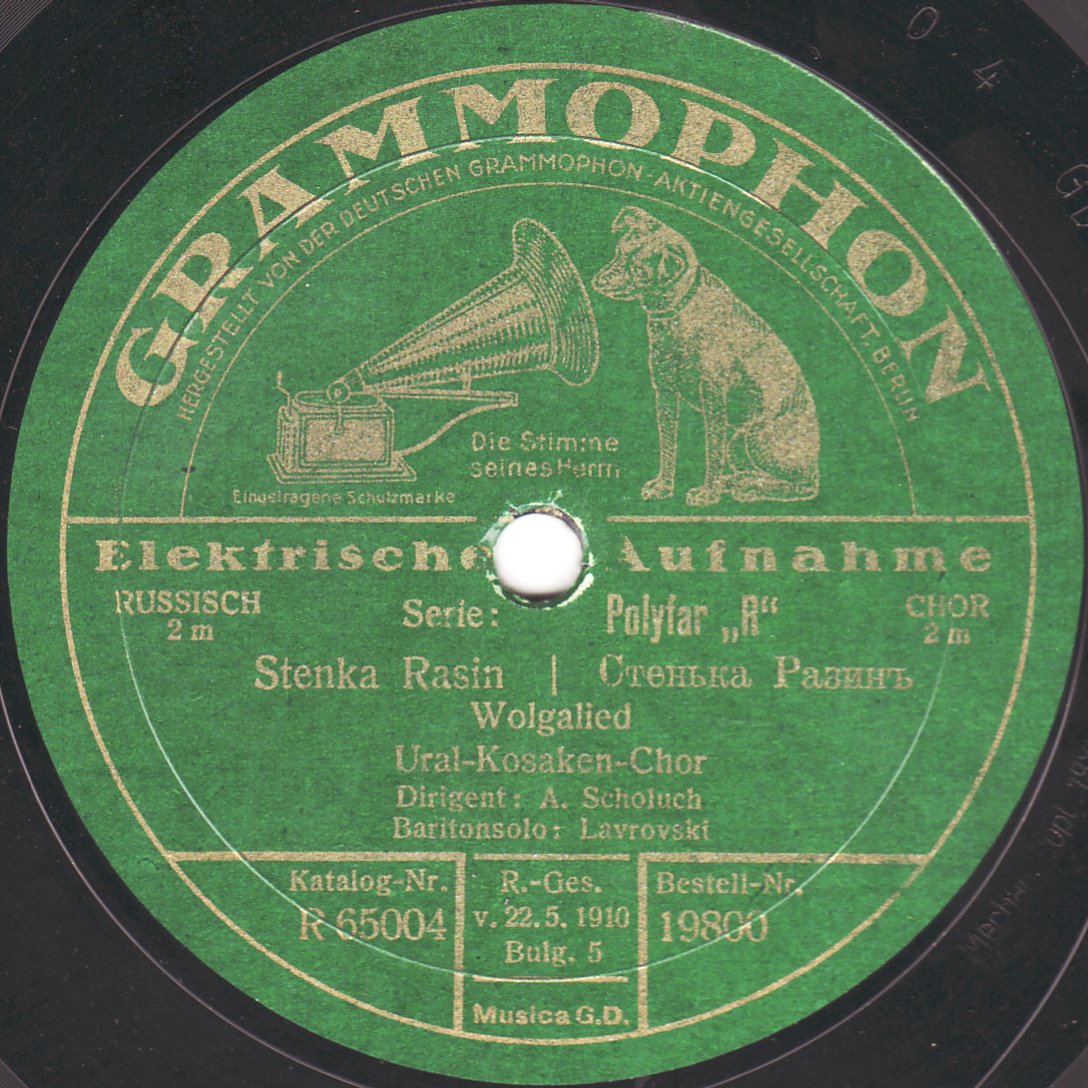 GRAMMOPHON
HERGESTELLT VON DER DEUTSCHEN GRAMMOPHON-AKTIENGESELLSCHAFT. BERLIN
Die Stimme
seines Herrn
Eingetragene Schutzmarke
Elektrische Aufnahme
RUSSISCH
2 m
Serie: Polyfar „R“
CHOR
2 m
Stenka Rasin | Стенька Разинъ
Wolgalied
Ural-Kosaken-Chor
Dirigent: A. Scholuch
Baritonsolo: Lavrovski
Katalog-Nr.
R 65004
R.-Ges.
v. 22.5. 1910
Bulg. 5
Bestell-Nr.
19800
Musica G.D.
O 4